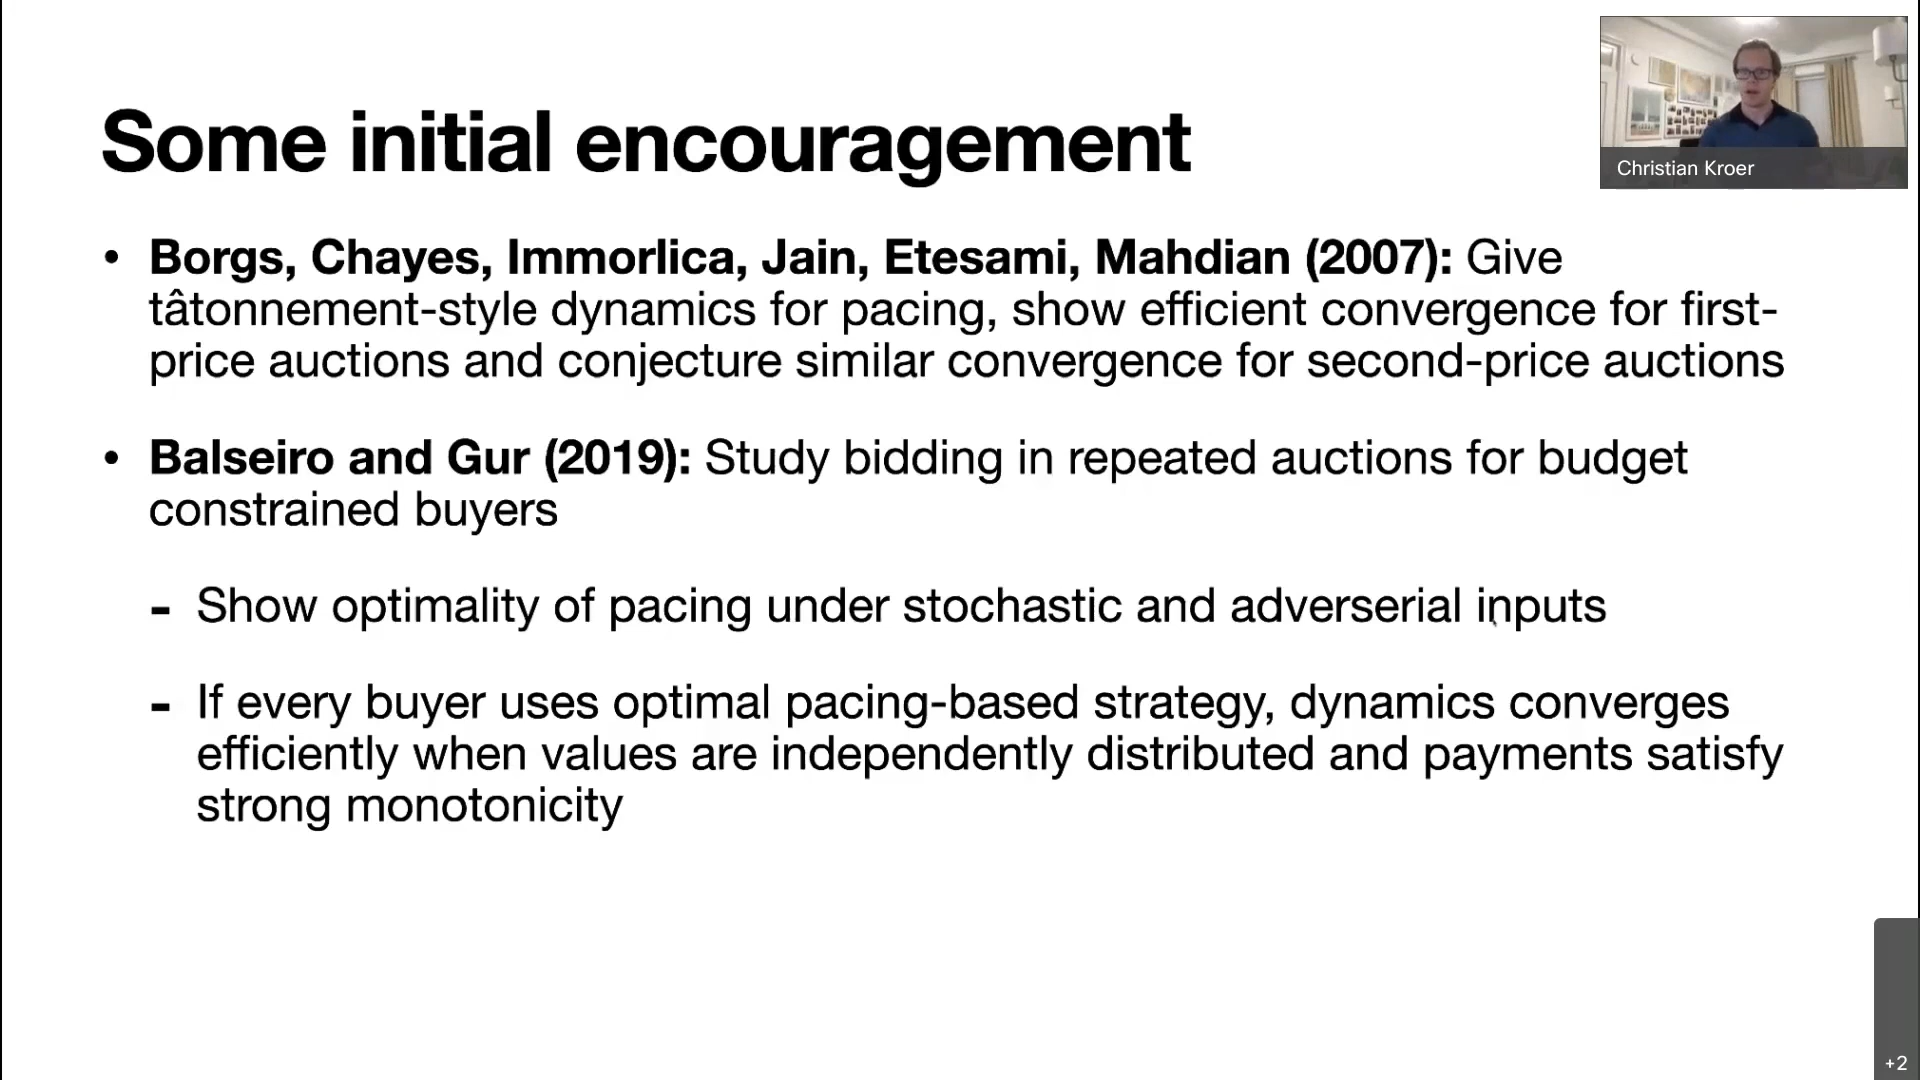 Some initial encouragement
Christian Kroer
• Borgs, Chayes, Immorlica, Jain, Etesami, Mahdian (2007): Give
tâtonnement-style dynamics for pacing, show efficient convergence for first-
price auctions and conjecture similar convergence for second-price auctions
• Balseiro and Gur (2019): Study bidding in repeated auctions for budget
constrained buyers
- Show optimality of pacing under stochastic and adverserial inputs
- If every buyer uses optimal pacing-based strategy, dynamics converges
efficiently when values are independently distributed and payments satisfy
strong monotonicity
+2